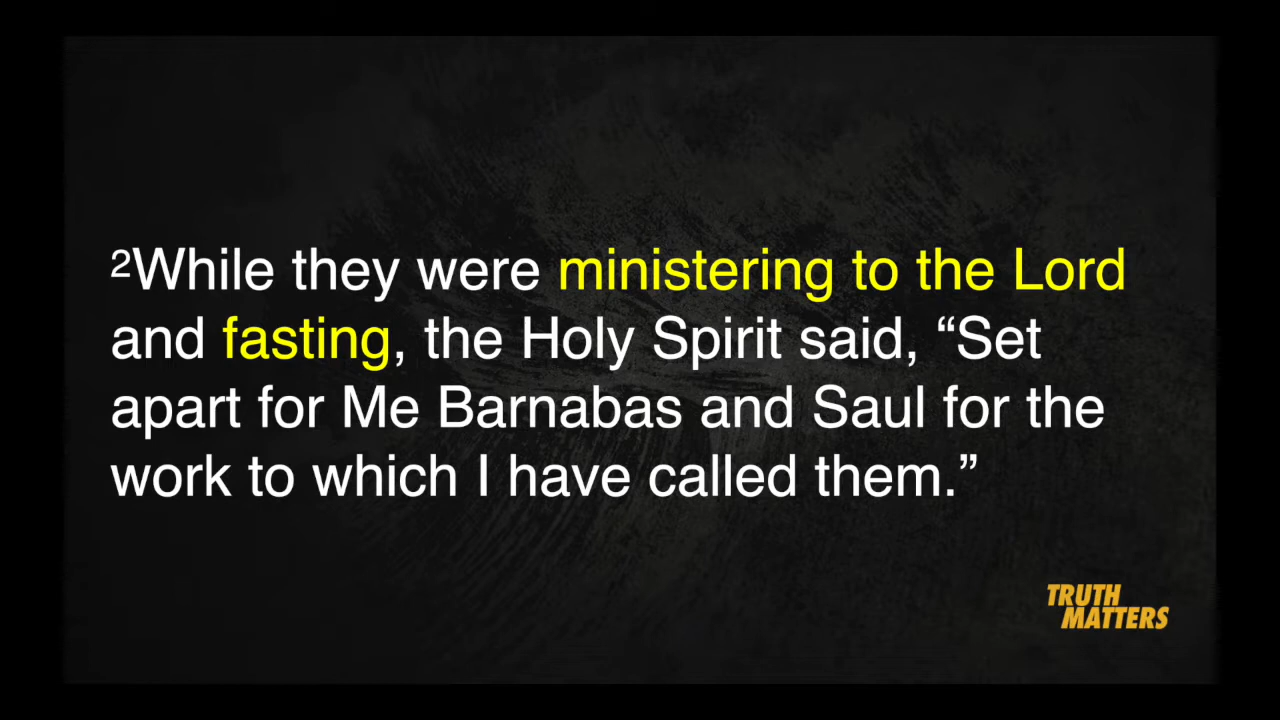 ²While they were ministering to the Lord
and fasting, the Holy Spirit said, “Set
apart for Me Barnabas and Saul for the
work to which I have called them.”
TRUTH
MATTERS